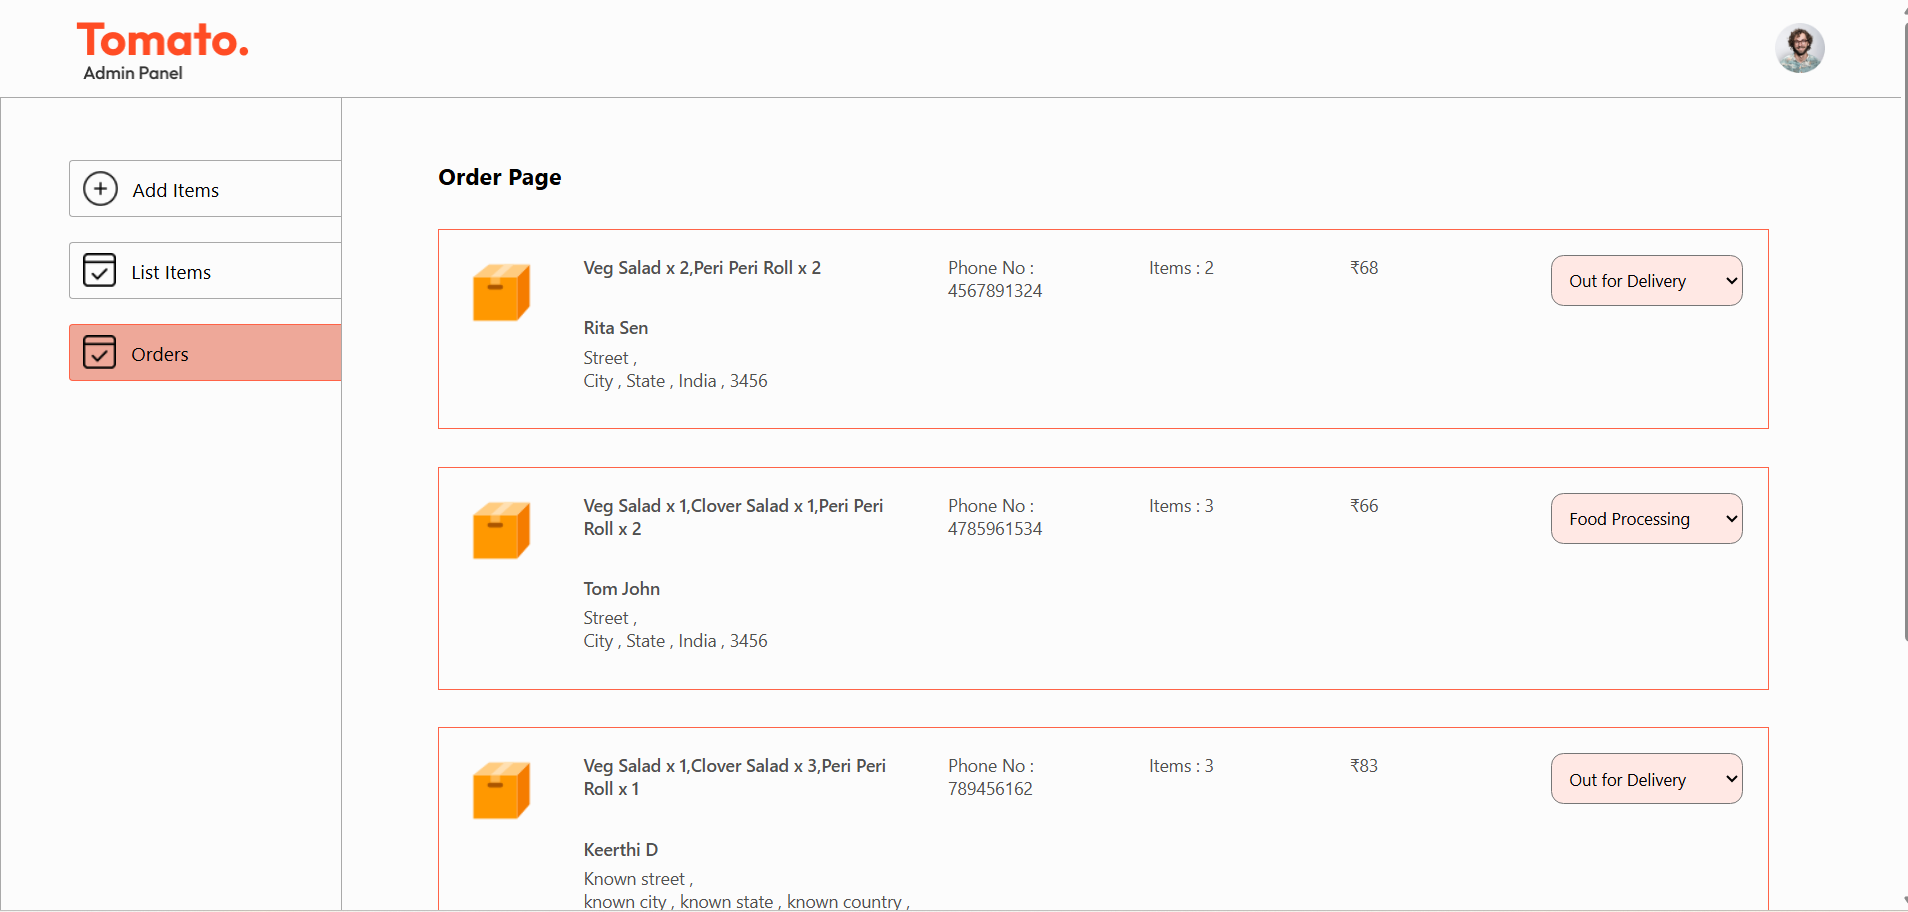 Tomato.
Admin Panel
Add Items
List Items
Orders
Order Page
Veg Salad x 2,Peri Peri Roll x 2
Phone No :
4567891324
Items : 2
₹68
Out for Delivery
Rita Sen
Street ,
City , State , India , 3456
Veg Salad x 1,Clover Salad x 1,Peri Peri
Roll x 2
Phone No :
4785961534
Items : 3
₹66
Food Processing
Tom John
Street ,
City , State , India , 3456
Veg Salad x 1,Clover Salad x 3,Peri Peri
Roll x 1
Phone No :
789456162
Items : 3
₹83
Out for Delivery
Keerthi D
Known street ,
known city , known state , known country ,